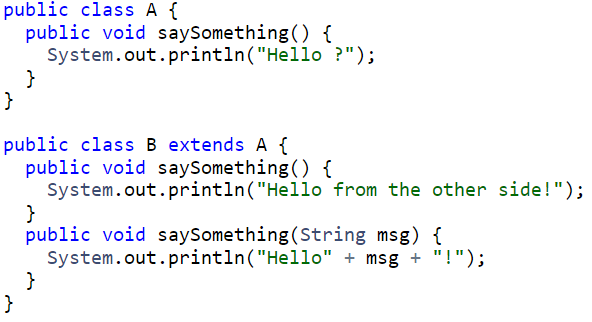 public class A {
  public void saySomething() {
    System.out.println("Hello ?");
  }
}

public class B extends A {
  public void saySomething() {
    System.out.println("Hello from the other side!");
  }
  public void saySomething(String msg) {
    System.out.println("Hello" + msg + "!");
  }
}